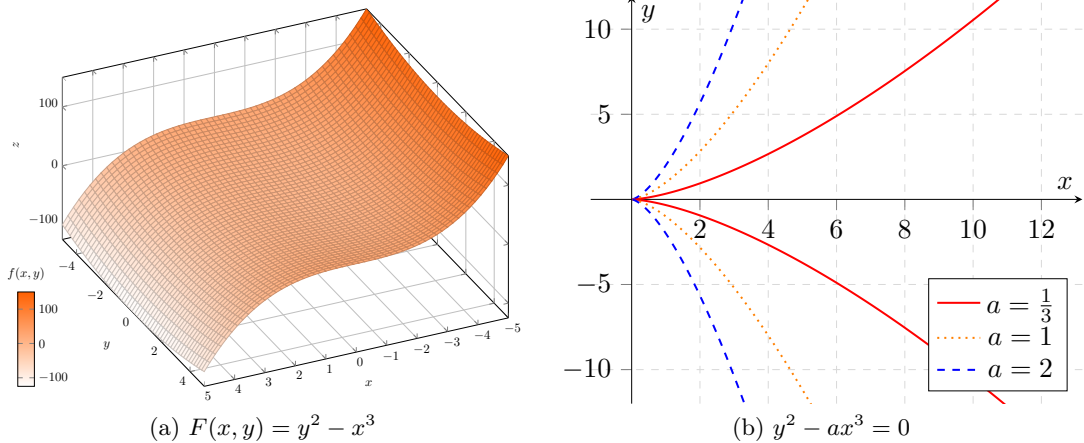 100
0
−100
z
−4
−2
0
2
4
y
5
4
3
2
1
0
-1
-2
-3
-4
-5
x
f(x, y)
100
0
−100
(a) F(x, y) = y² − x³
y
x
10
5
−5
−10
2
4
6
8
10
12
a = 1/3
a = 1
a = 2
(b) y² − ax³ = 0